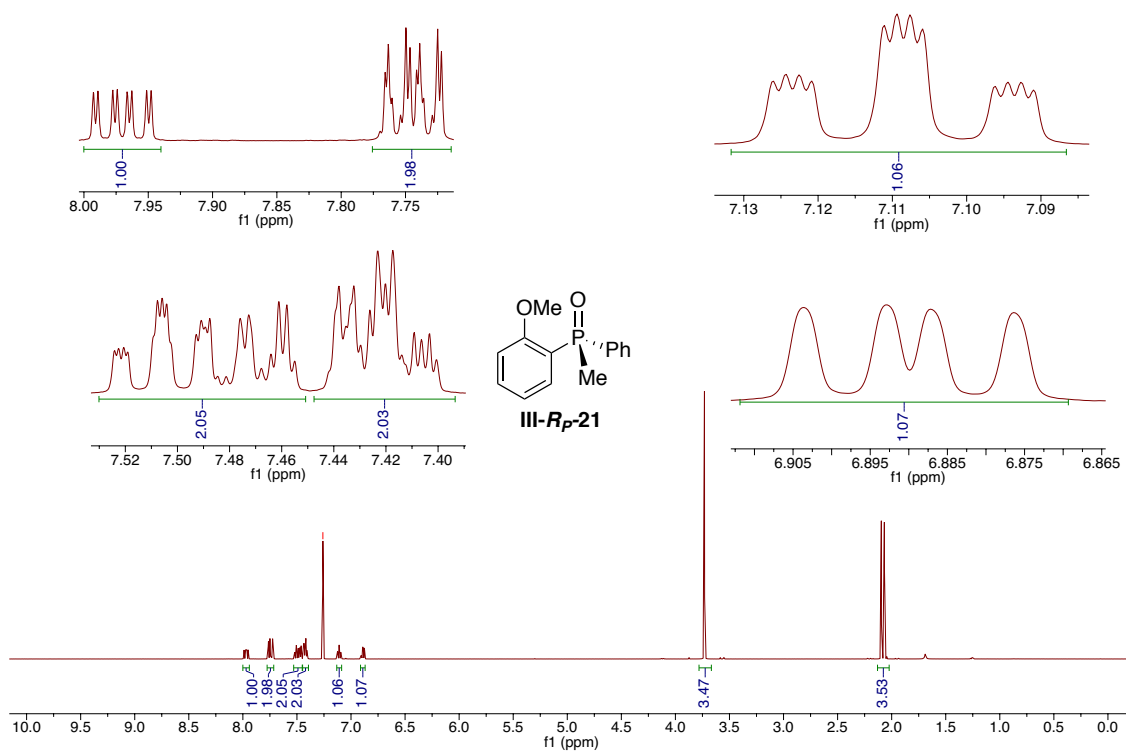 1.00
1.98
8.00 7.95 7.90 7.85 7.80 7.75
f1 (ppm)
1.06
7.13 7.12 7.11 7.10 7.09
f1 (ppm)
2.05
2.03
7.52 7.50 7.48 7.46 7.44 7.42 7.40
f1 (ppm)
O
OMe
P
Ph
Me
III-RP-21
1.07
6.905 6.895 6.885 6.875 6.865
f1 (ppm)
1.00
1.98
2.05
2.03
1.06
1.07
3.47
3.53
10.0 9.5 9.0 8.5 8.0 7.5 7.0 6.5 6.0 5.5 5.0 4.5 4.0 3.5 3.0 2.5 2.0 1.5 1.0 0.5 0.0
f1 (ppm)